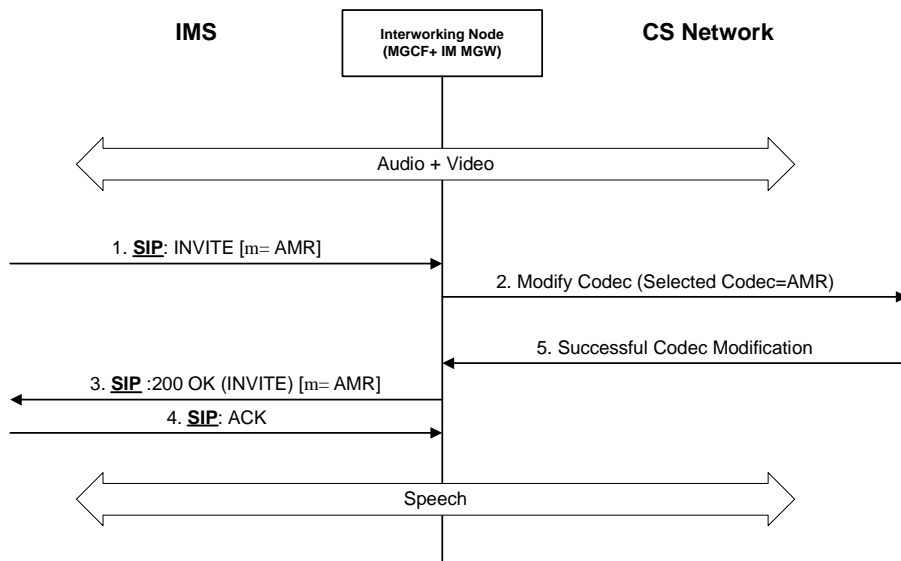 IMS
Interworking Node
(MGCF+ IM MGW)
CS Network
Audio + Video
1. SIP: INVITE [m= AMR]
2. Modify Codec (Selected Codec=AMR)
5. Successful Codec Modification
3. SIP :200 OK (INVITE) [m= AMR]
4. SIP: ACK
Speech